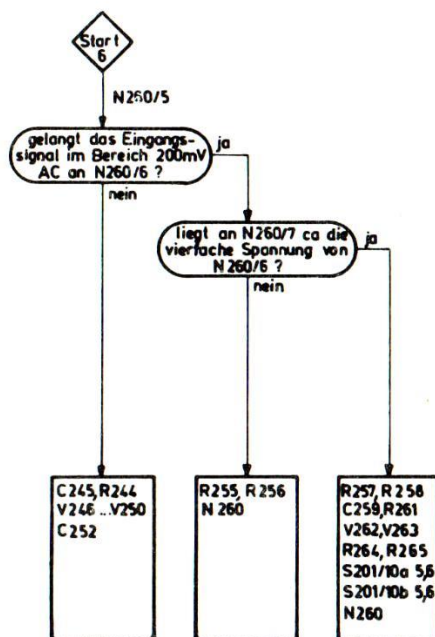 Start
6
N260/5
gelangt das Eingangs-
signal im Bereich 200mV
AC an N260/6 ?
ja
nein
liegt an N260/7 ca die
vierfache Spannung von
N260/6 ?
ja
nein
C245,R244
V246 ...V250
C252
R255, R256
N260
R257, R258
C259,R261
V262,V263
R264, R265
S201/10a 5,6
S201/10b 5,6
N260